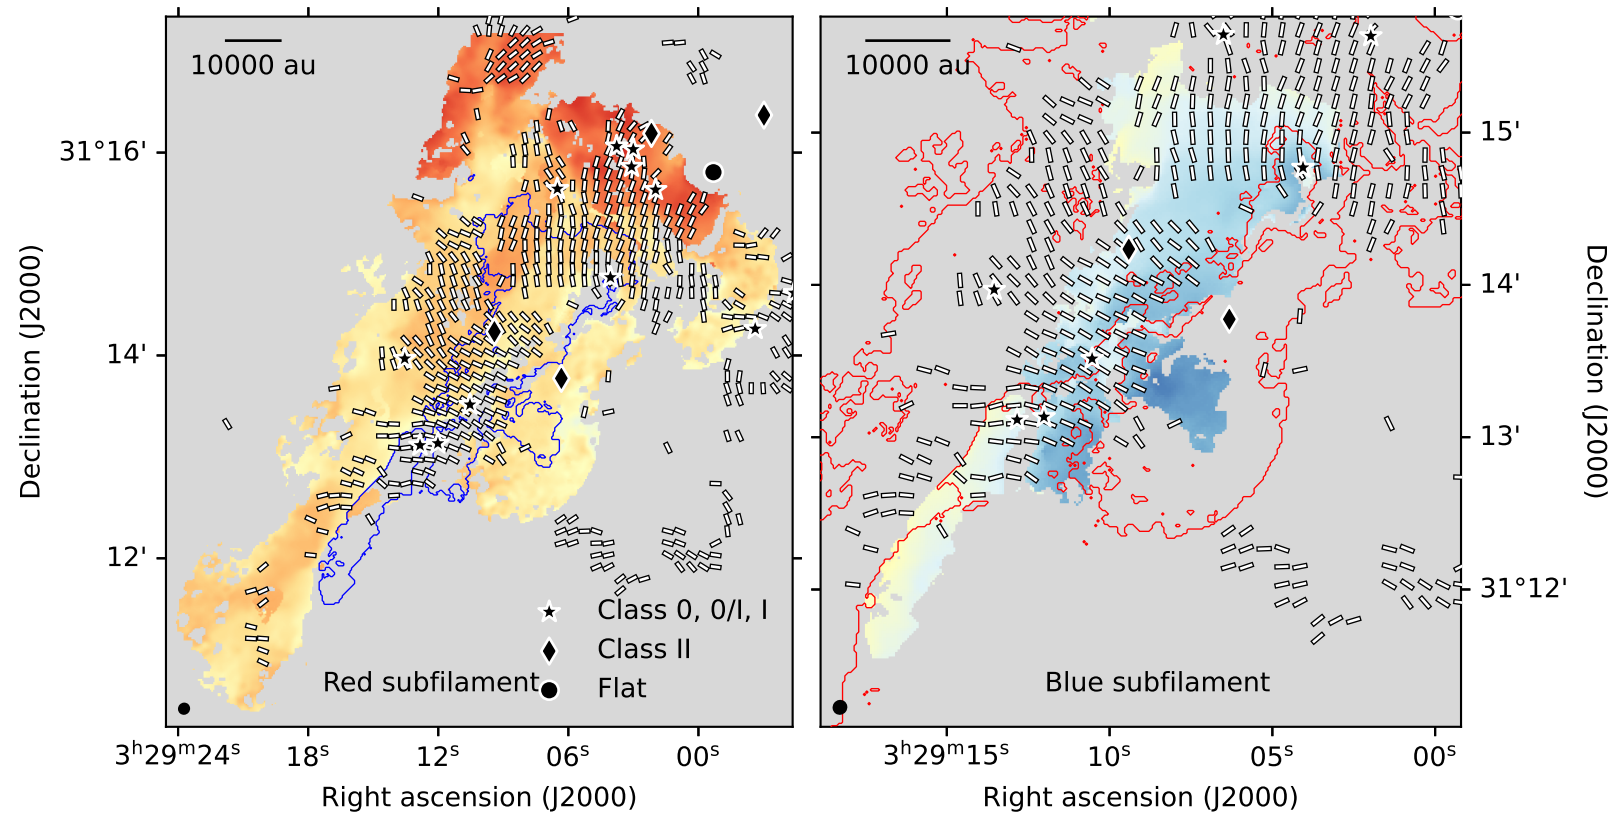 10000 au
10000 au
31°16'
14'
12'
15'
14'
13'
31°12'
Declination (J2000)
Declination (J2000)
Class 0, 0/I, I
Class II
Flat
Red subfilament
Blue subfilament
3ʰ29ᵐ24ˢ 18ˢ 12ˢ 06ˢ 00ˢ
3ʰ29ᵐ15ˢ 10ˢ 05ˢ 00ˢ
Right ascension (J2000)
Right ascension (J2000)